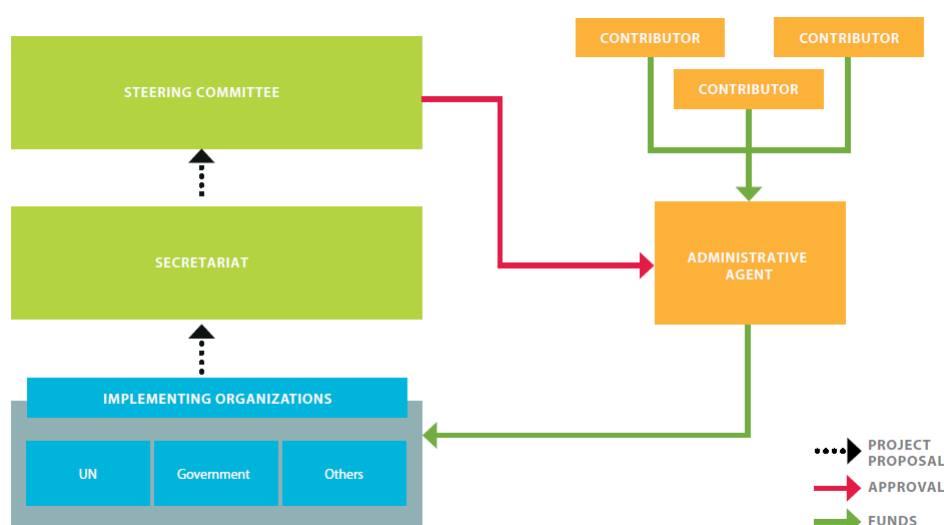 CONTRIBUTOR
CONTRIBUTOR
CONTRIBUTOR
STEERING COMMITTEE
SECRETARIAT
ADMINISTRATIVE
AGENT
IMPLEMENTING ORGANIZATIONS
UN
Government
Others
PROJECT
PROPOSAL
APPROVAL
FUNDS